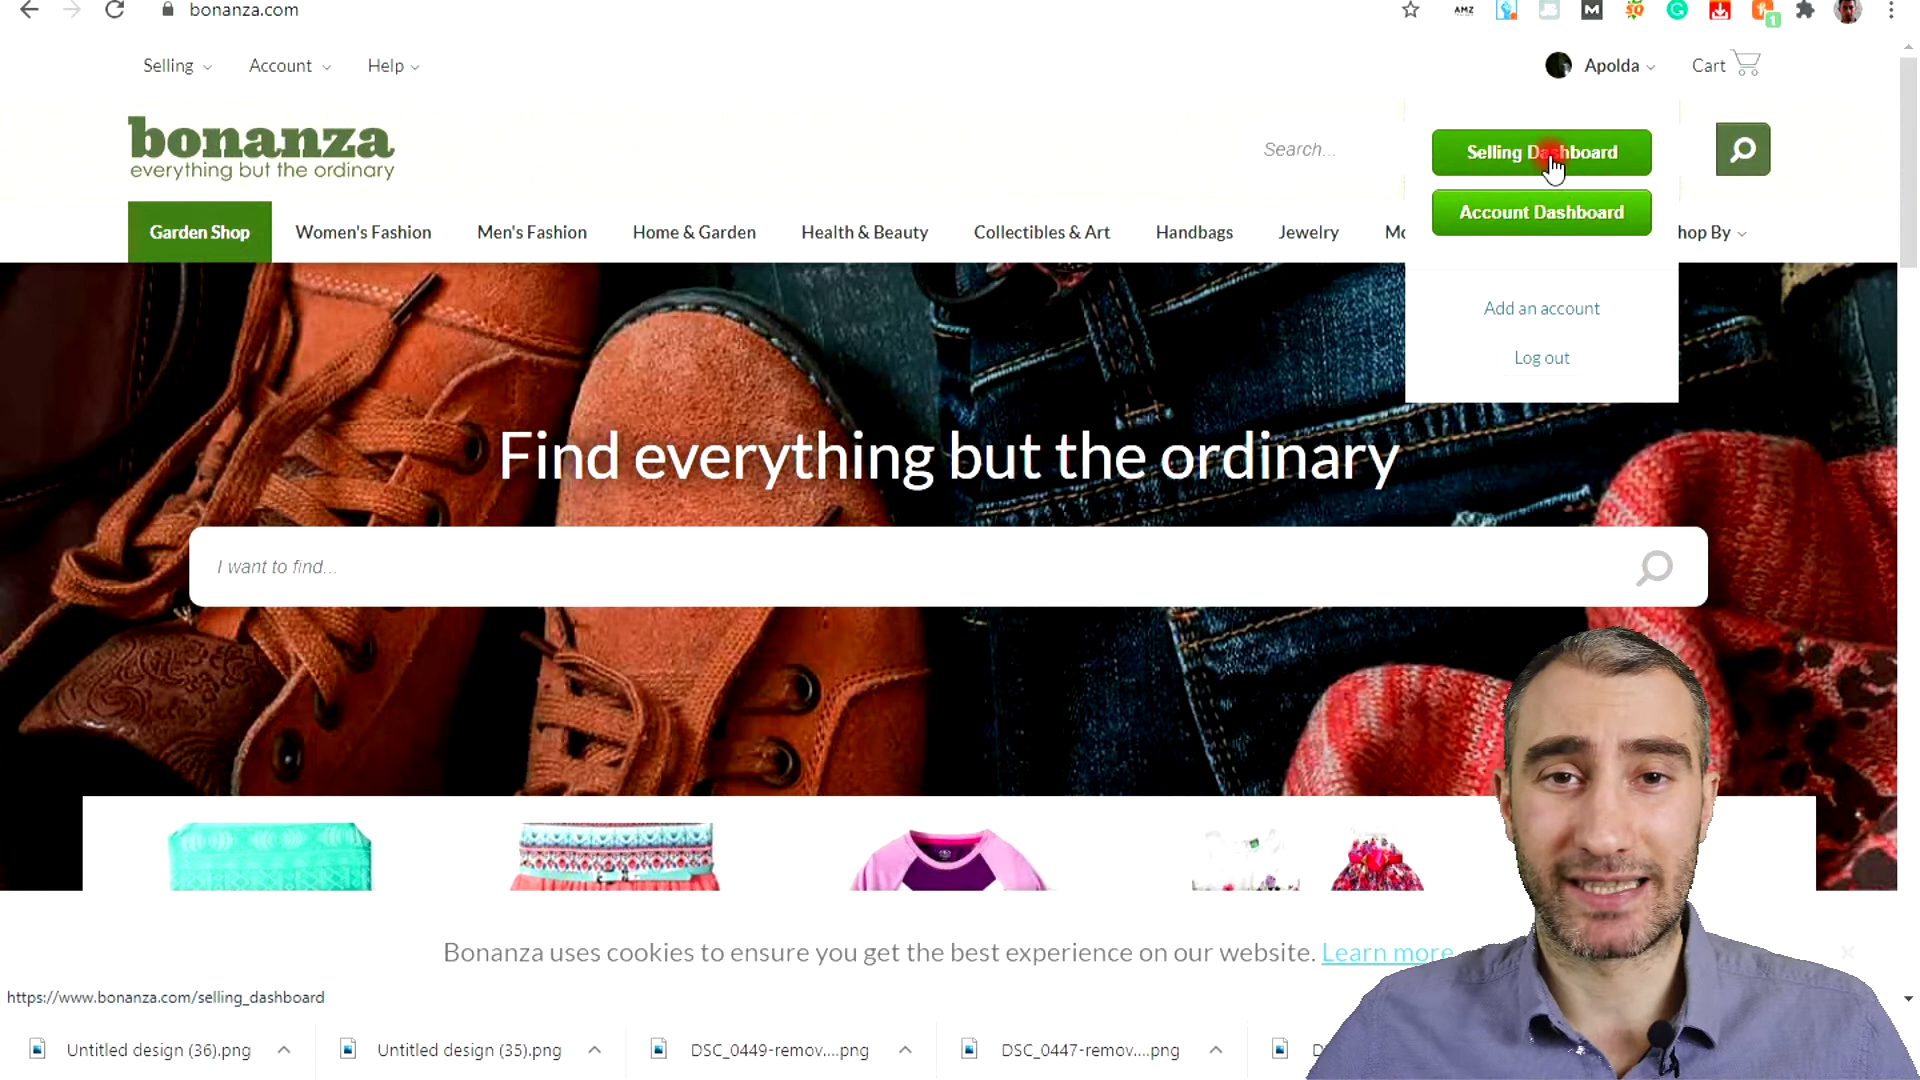 bonanza.com
AMZ
1
Selling
Account
Help
Apolda
Cart
bonanza
everything but the ordinary
Search...
Selling Dashboard
Account Dashboard
Garden Shop
Women's Fashion
Men's Fashion
Home & Garden
Health & Beauty
Collectibles & Art
Handbags
Jewelry
Mo
hop By
Add an account
Log out
Find everything but the ordinary
I want to find...
Bonanza uses cookies to ensure you get the best experience on our website. Learn more
https://www.bonanza.com/selling_dashboard
Untitled design (36).png
Untitled design (35).png
DSC_0449-remov....png
DSC_0447-remov....png